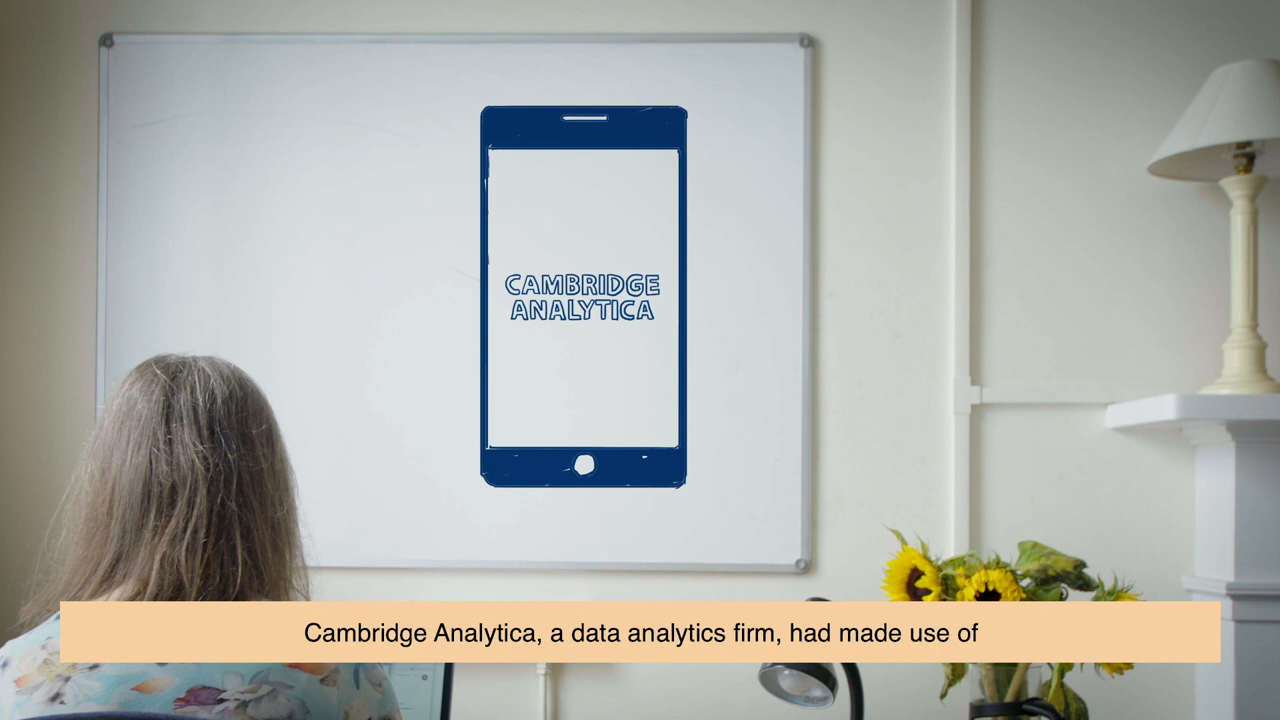 CAMBRIDGE
ANALYTICA
Cambridge Analytica, a data analytics firm, had made use of